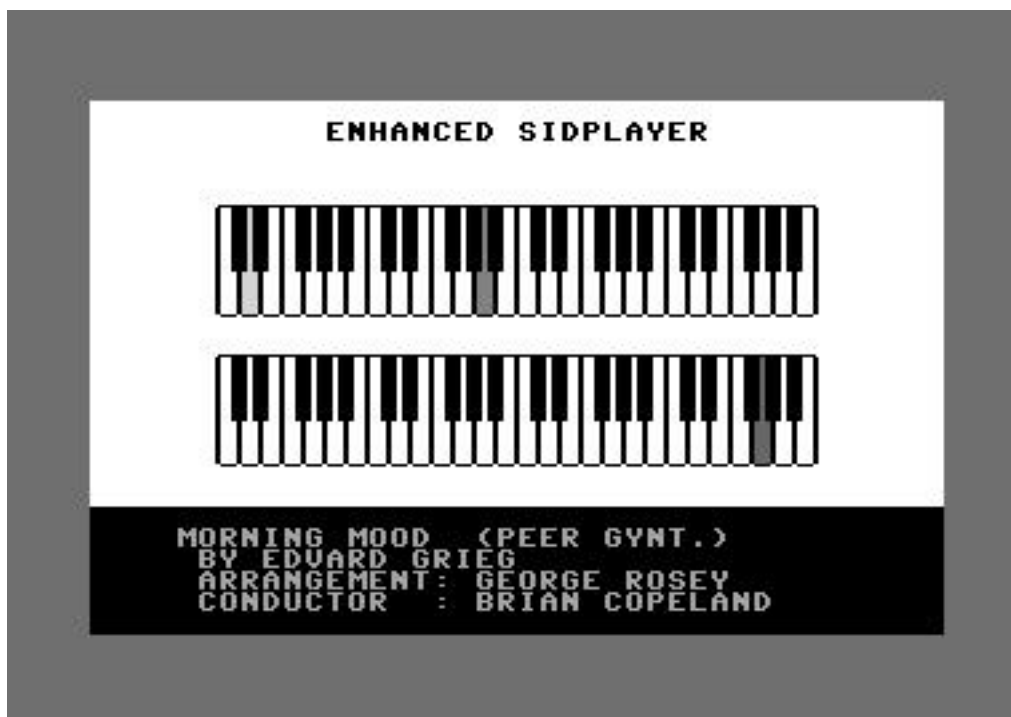 ENHANCED SIDPLAYER
MORNING MOOD (PEER GYNT.)
BY EDVARD GRIEG
ARRANGEMENT: GEORGE ROSEY
CONDUCTOR : BRIAN COPELAND